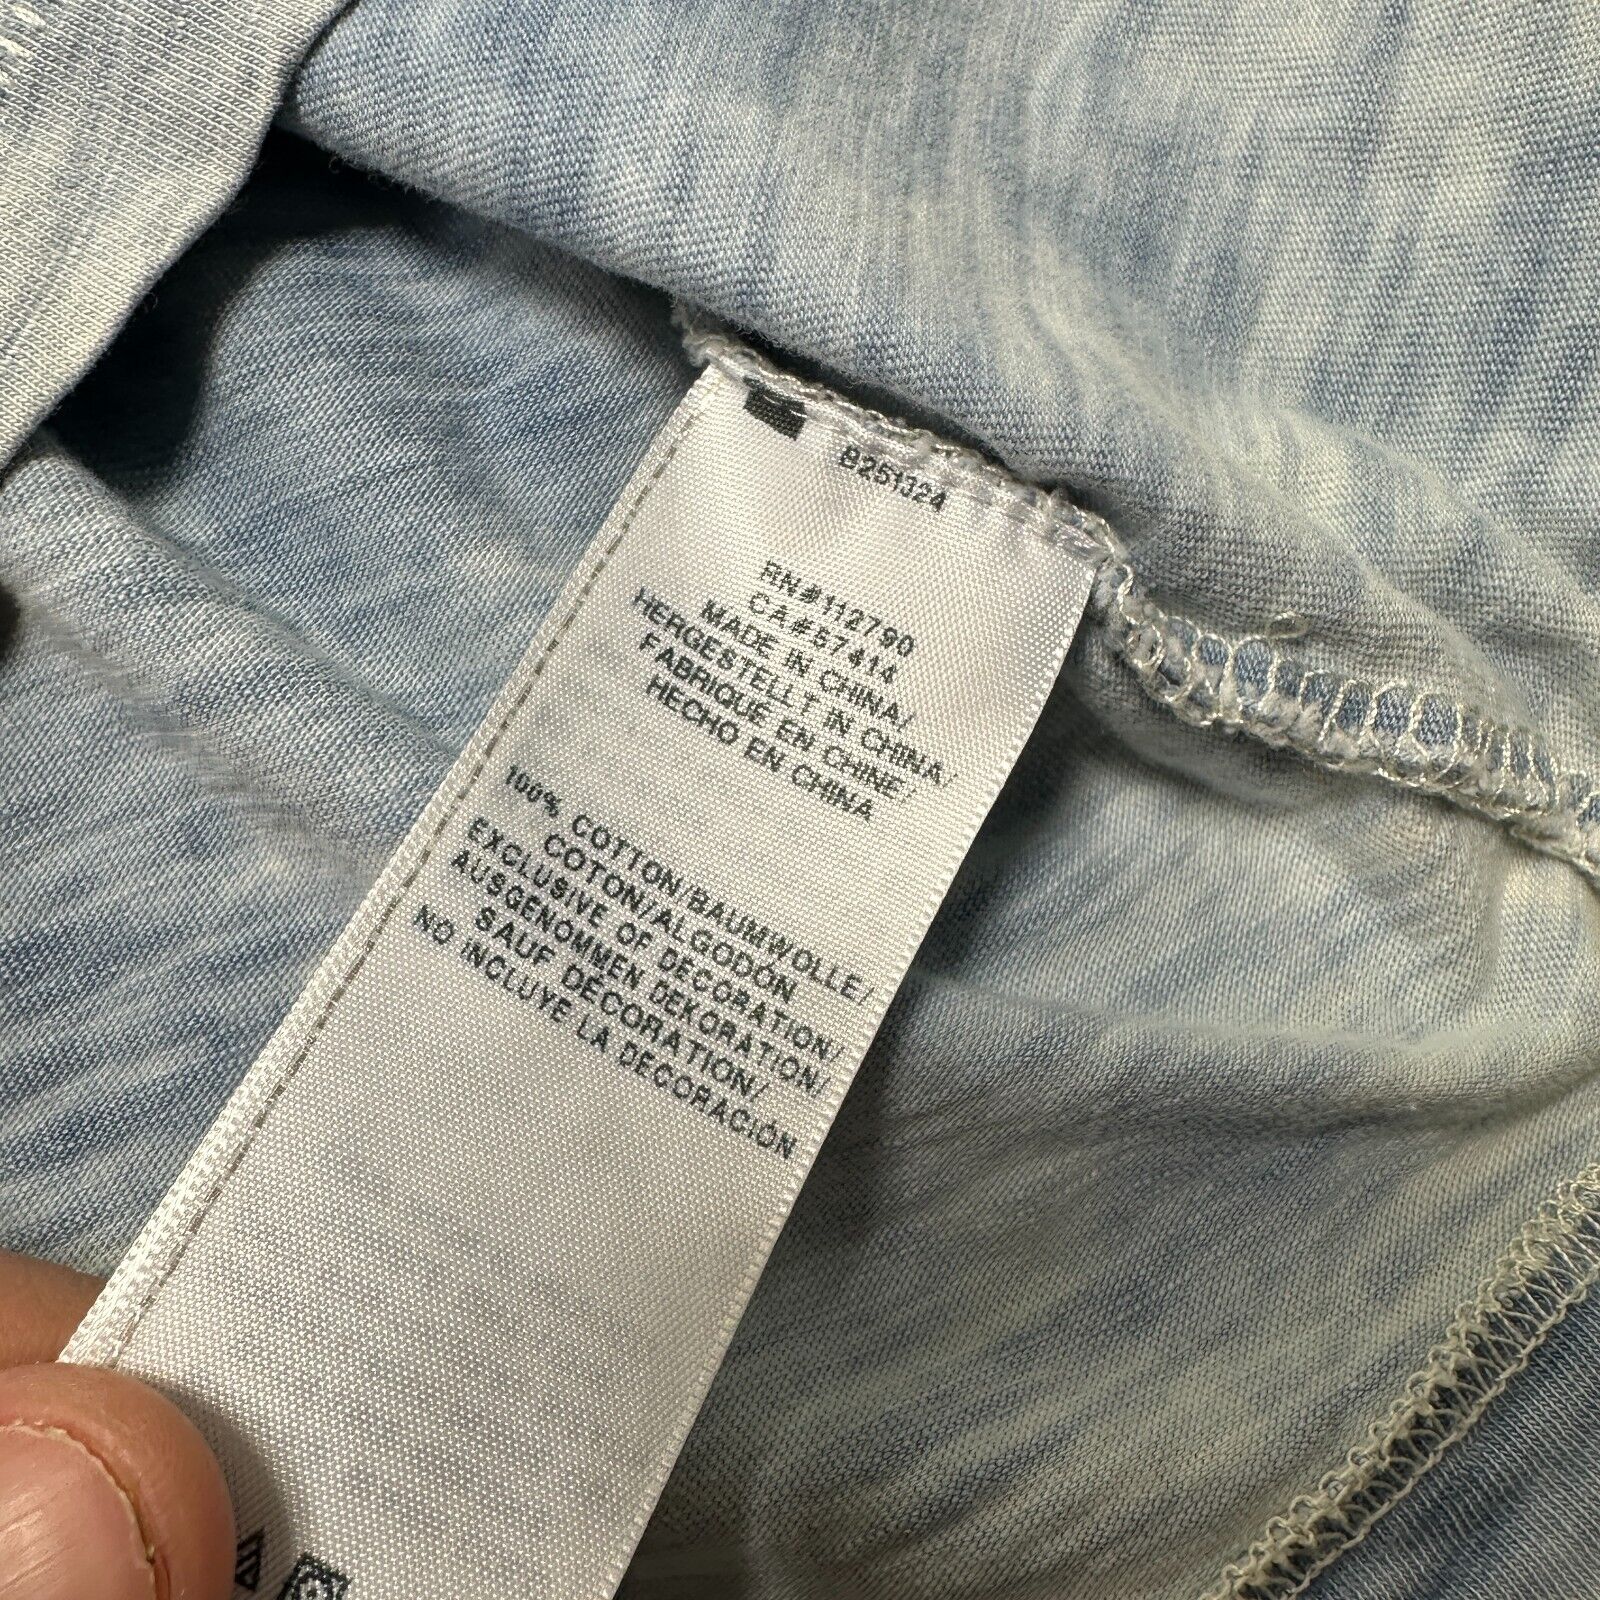 B251324
RN#112790
CA#57414
MADE IN CHINA/
HERGESTELLT IN CHINA/
FABRIQUE EN CHINE/
HECHO EN CHINA
100% COTTON/BAUMWOLLE/
COTON/ALGODÓN
EXCLUSIVE OF DECORATION/
AUSGENOMMEN DEKORATION/
SAUF DÉCORATION/
NO INCLUYE LA DECORACIÓN